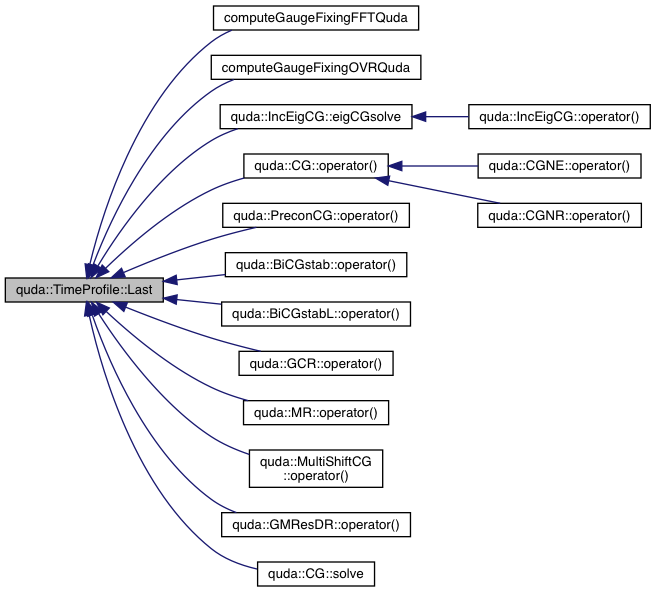 computeGaugeFixingFFTQuda
computeGaugeFixingOVRQuda
quda::IncEigCG::eigCGsolve
quda::IncEigCG::operator()
quda::CG::operator()
quda::CGNE::operator()
quda::PreconCG::operator()
quda::CGNR::operator()
quda::BiCGstab::operator()
quda::TimeProfile::Last
quda::BiCGstabL::operator()
quda::GCR::operator()
quda::MR::operator()
quda::MultiShiftCG
::operator()
quda::GMResDR::operator()
quda::CG::solve